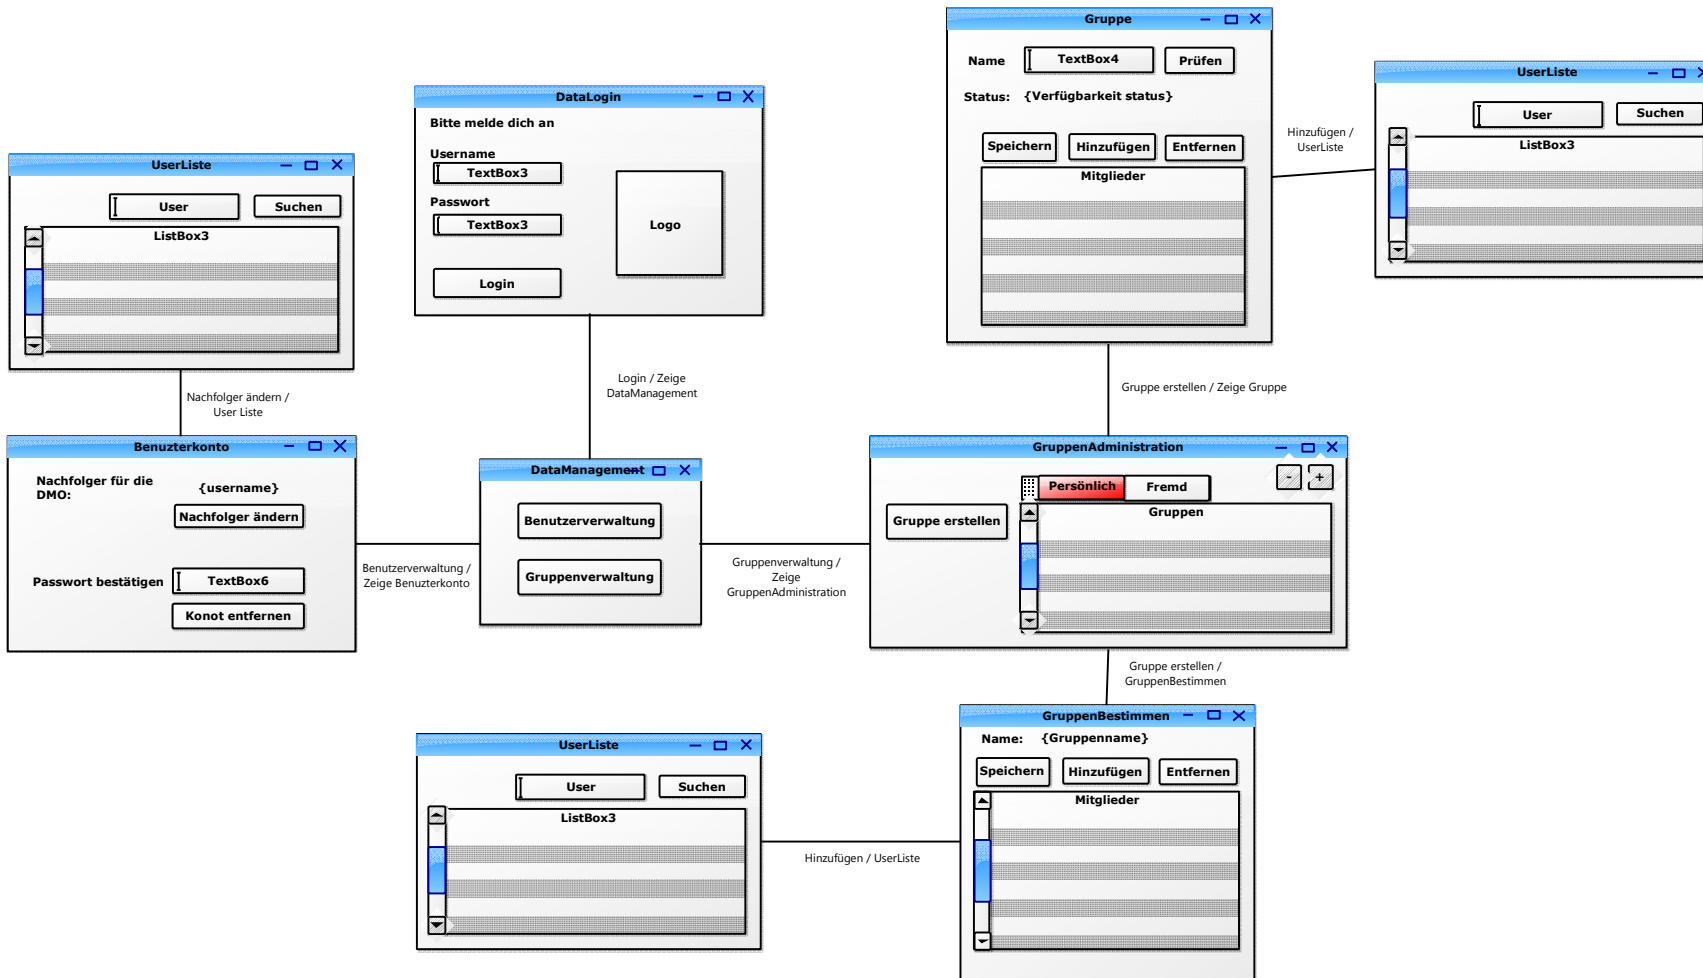 Gruppe
Name
TextBox4
Prüfen
Status:
{Verfügbarkeit status}
Speichern
Hinzufügen
Entfernen
Mitglieder
Hinzufügen /
UserListe
UserListe
User
Suchen
ListBox3
DataLogin
Bitte melde dich an
Username
TextBox3
Passwort
TextBox3
Logo
Login
UserListe
User
Suchen
ListBox3
Nachfolger ändern /
User Liste
Login / Zeige
DataManagement
Gruppe erstellen / Zeige Gruppe
Benuzterkonto
Nachfolger für die
DMO:
{username}
Nachfolger ändern
Passwort bestätigen
TextBox6
Konot entfernen
Benutzerverwaltung /
Zeige Benuzterkonto
DataManagement
Benutzerverwaltung
Gruppenverwaltung
Gruppenverwaltung /
Zeige
GruppenAdministration
GruppenAdministration
-
+
Persönlich
Fremd
Gruppe erstellen
Gruppen
Gruppe erstellen /
GruppenBestimmen
GruppenBestimmen
Name:
{Gruppenname}
Speichern
Hinzufügen
Entfernen
Mitglieder
UserListe
User
Suchen
ListBox3
Hinzufügen / UserListe